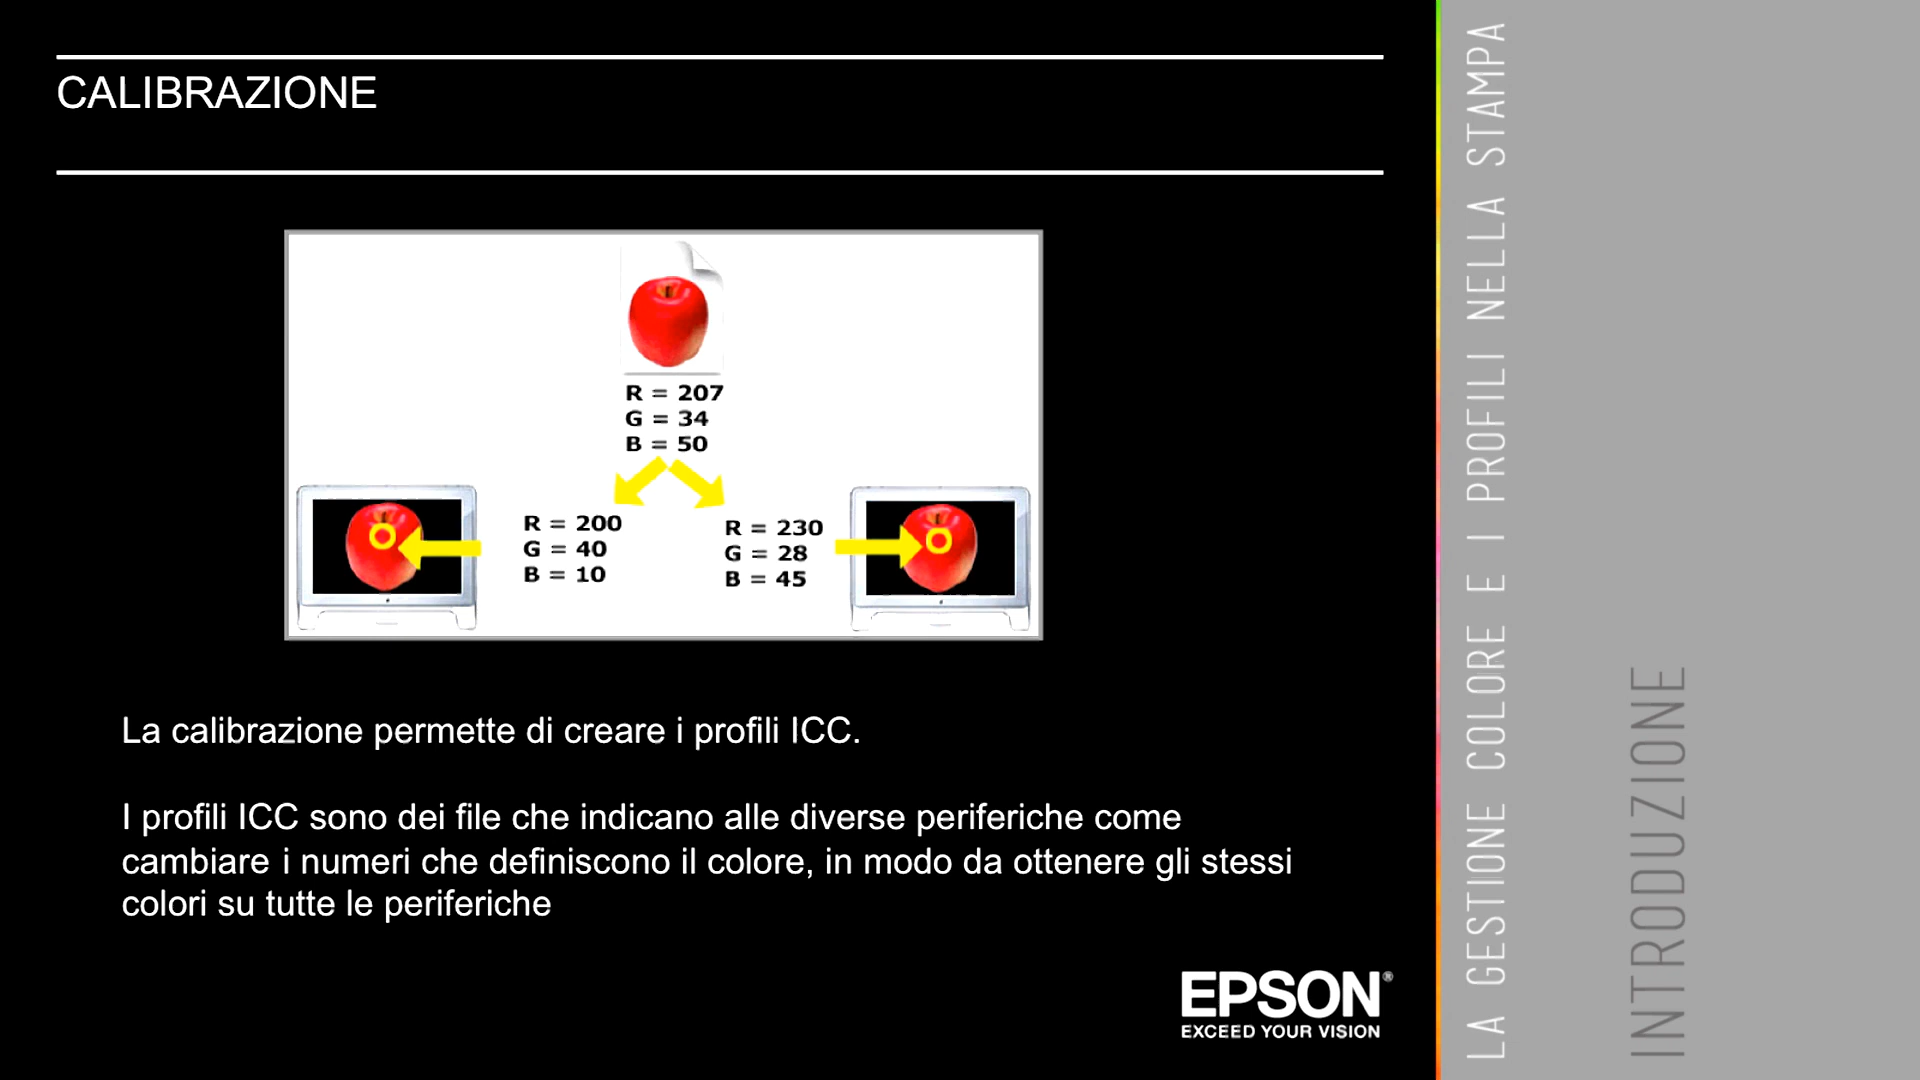 CALIBRAZIONE
R = 207
G = 34
B = 50
R = 200
G = 40
B = 10
R = 230
G = 28
B = 45
La calibrazione permette di creare i profili ICC.
I profili ICC sono dei file che indicano alle diverse periferiche come
cambiare i numeri che definiscono il colore, in modo da ottenere gli stessi
colori su tutte le periferiche
EPSON®
EXCEED YOUR VISION
LA GESTIONE COLORE E I PROFILI NELLA STAMPA
INTRODUZIONE